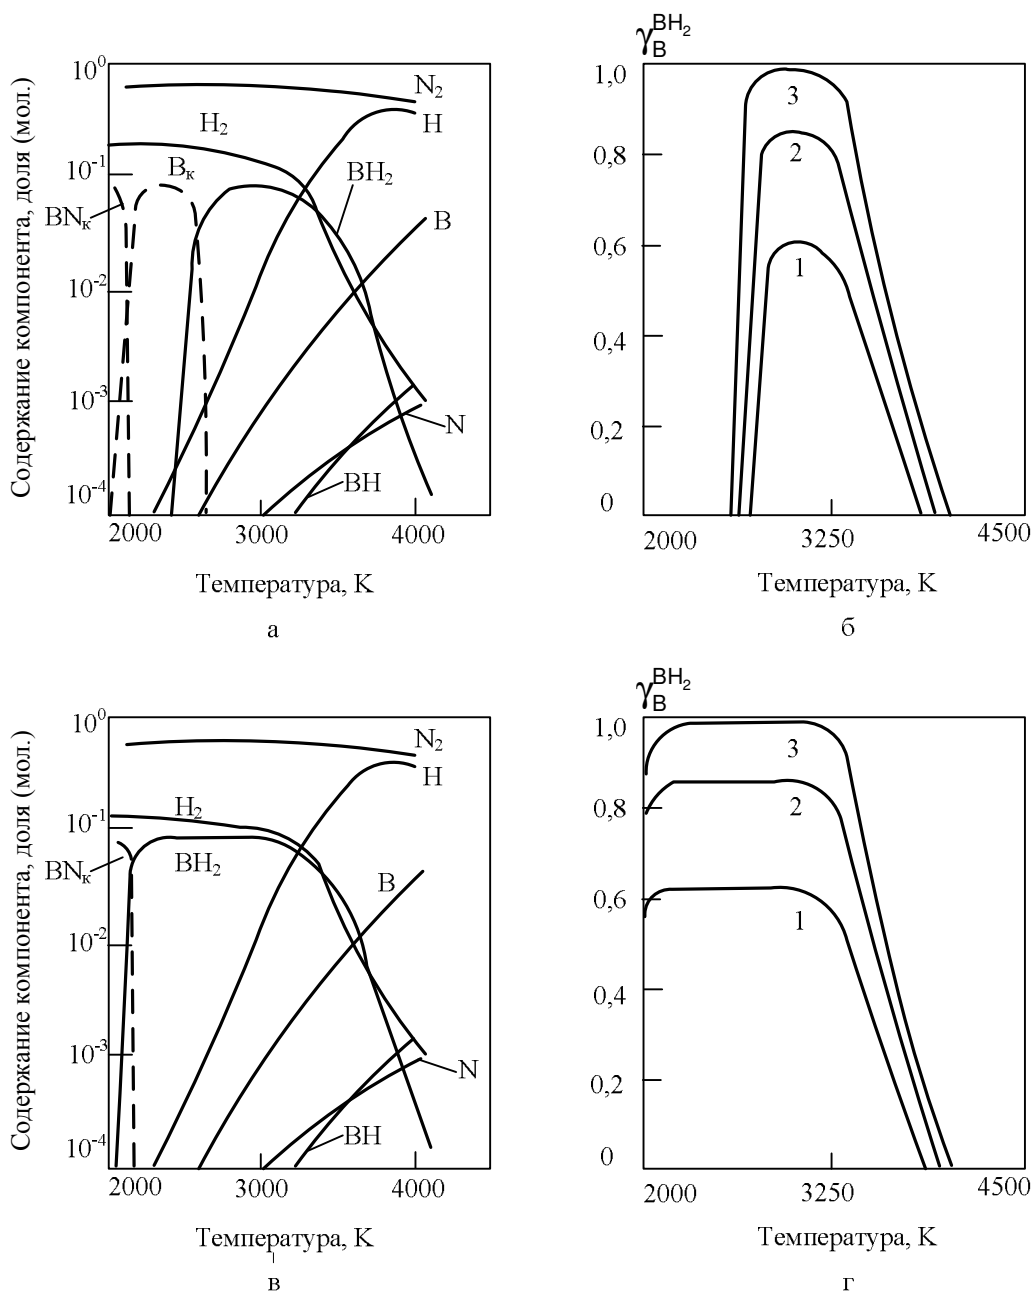 Содержание компонента, доля (мол.)
10⁰
10⁻¹
10⁻²
10⁻³
10⁻⁴
N₂
H
H₂
Bк
BH₂
BNк
B
N
BH
2000 3000 4000
Температура, К
а
γ_B^BH₂
1,0
0,8
0,6
0,4
0,2
0
3
2
1
2000 3250 4500
Температура, К
б
Содержание компонента, доля (мол.)
10⁰
10⁻¹
10⁻²
10⁻³
10⁻⁴
N₂
H
H₂
BNк
BH₂
B
N
BH
2000 3000 4000
Температура, К
в
γ_B^BH₂
1,0
0,8
0,6
0,4
0,2
0
3
2
1
2000 3250 4500
Температура, К
г